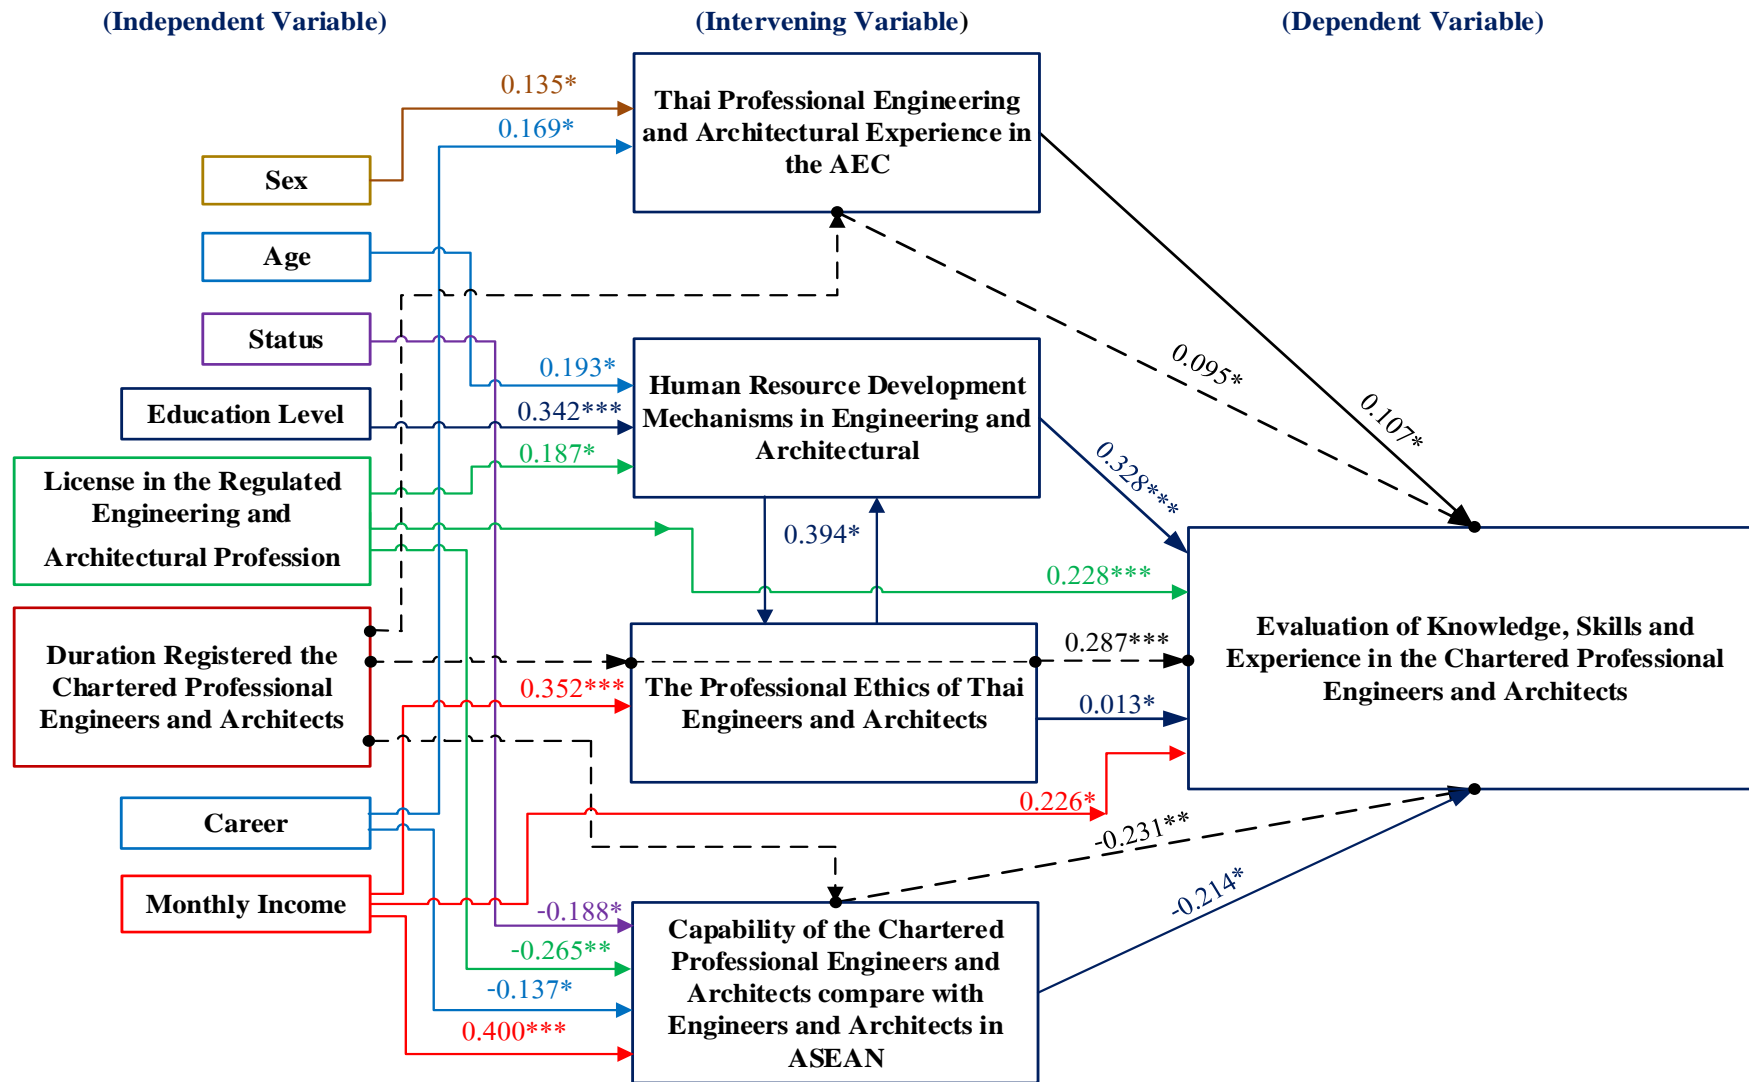 (Independent Variable)
(Intervening Variable)
(Dependent Variable)
0.135*
0.169*
Thai Professional Engineering
and Architectural Experience in
the AEC
Sex
Age
Status
Education Level
License in the Regulated
Engineering and
Architectural Profession
Duration Registered the
Chartered Professional
Engineers and Architects
Career
Monthly Income
0.193*
0.342***
0.187*
Human Resource Development
Mechanisms in Engineering and
Architectural
0.394*
0.352***
The Professional Ethics of Thai
Engineers and Architects
-0.188*
-0.265**
-0.137*
0.400***
Capability of the Chartered
Professional Engineers and
Architects compare with
Engineers and Architects in
ASEAN
0.095*
0.107*
0.328***
0.228***
0.287***
0.013*
0.226*
-0.231**
-0.214*
Evaluation of Knowledge, Skills and
Experience in the Chartered Professional
Engineers and Architects